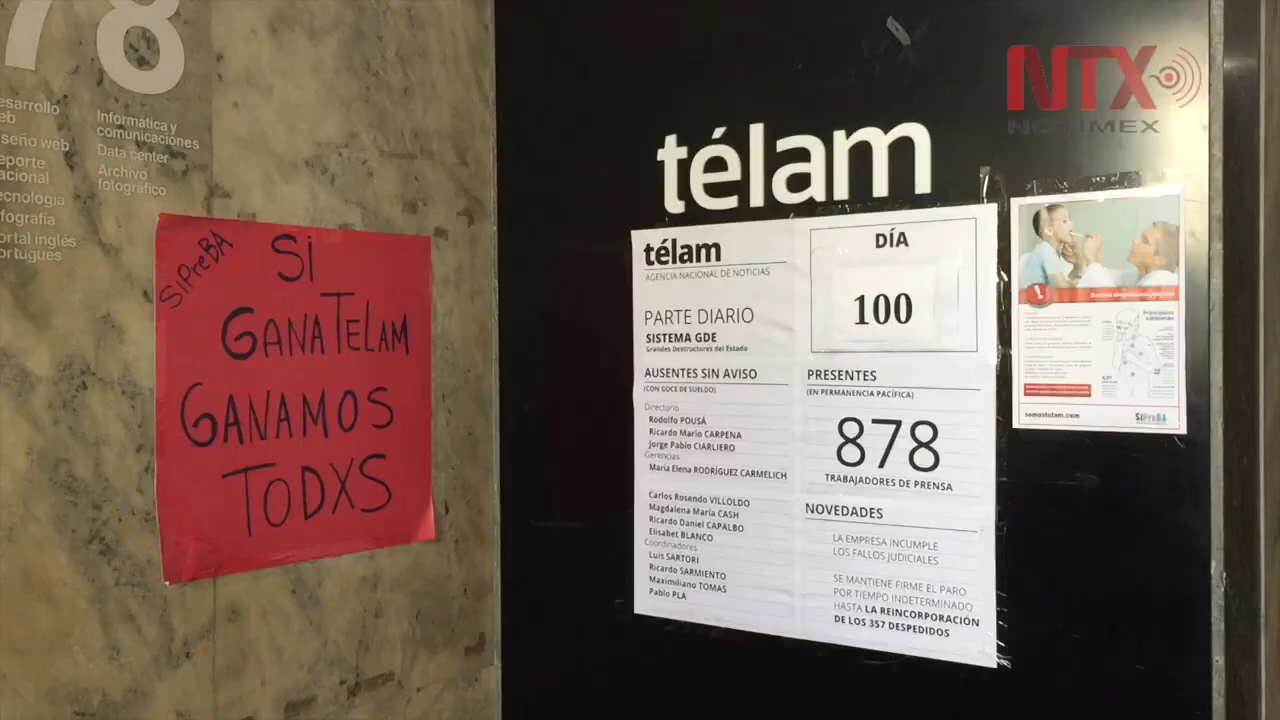 78
esarrollo
eb
seño web
eporte
acional
ecnología
fografía
ortal inglés
ortugués
Informática y
comunicaciones
Data center
Archivo
fotográfico
SiPreBA
Si
GANA TELAM
GANAMOS
TODXS
télam
télam
AGENCIA NACIONAL DE NOTICIAS
PARTE DIARIO
SISTEMA GDE
Grandes Destructores del Estado
AUSENTES SIN AVISO
(CON GOCE DE SUELDO)
Directorio
Rodolfo POUSÁ
Ricardo Mario CARPENA
Jorge Pablo CIARLIERO
Gerencias
María Elena RODRÍGUEZ CARMELICH
Carlos Rosendo VILLOLDO
Magdalena María CASH
Ricardo Daniel CAPALBO
Elisabet BLANCO
Coordinadores
Luis SARTORI
Ricardo SARMIENTO
Maximiliano TOMAS
Pablo PLÁ
DÍA
100
PRESENTES
(EN PERMANENCIA PACÍFICA)
878
TRABAJADORES DE PRENSA
NOVEDADES
LA EMPRESA INCUMPLE
LOS FALLOS JUDICIALES
SE MANTIENE FIRME EL PARO
POR TIEMPO INDETERMINADO
HASTA LA REINCORPORACIÓN
DE LOS 357 DESPEDIDOS
NTX
NOTIMEX
somostelam.com
SiPreBA